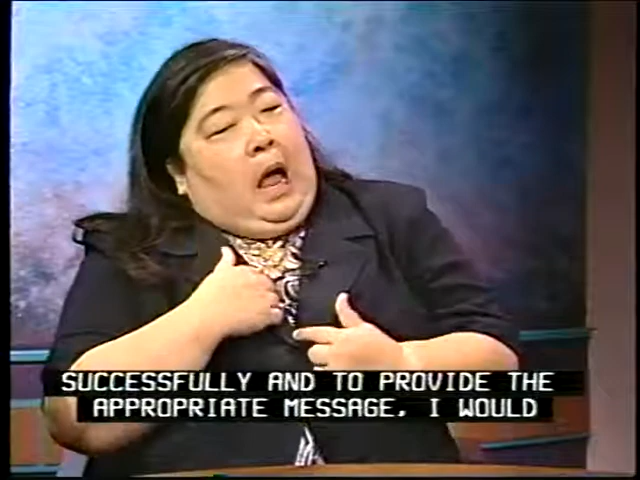 SUCCESSFULLY AND TO PROVIDE THE
APPROPRIATE MESSAGE, I WOULD